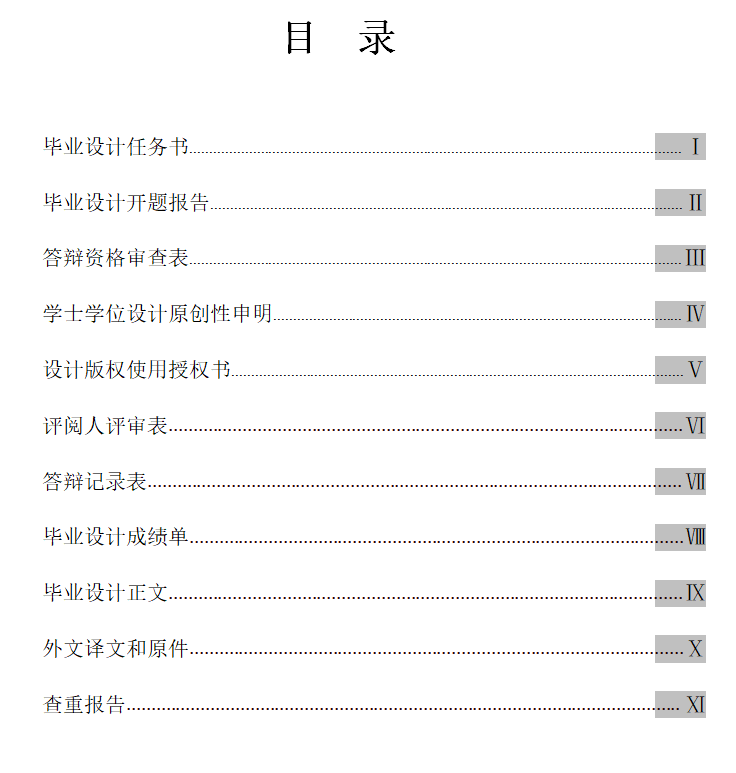 目 录
毕业设计任务书........................................ I
毕业设计开题报告........................................ II
答辩资格审查表........................................ III
学士学位设计原创性申明........................................ IV
设计版权使用授权书........................................ V
评阅人评审表........................................ VI
答辩记录表........................................ VII
毕业设计成绩单........................................ VIII
毕业设计正文........................................ IX
外文译文和原件........................................ X
查重报告........................................ XI